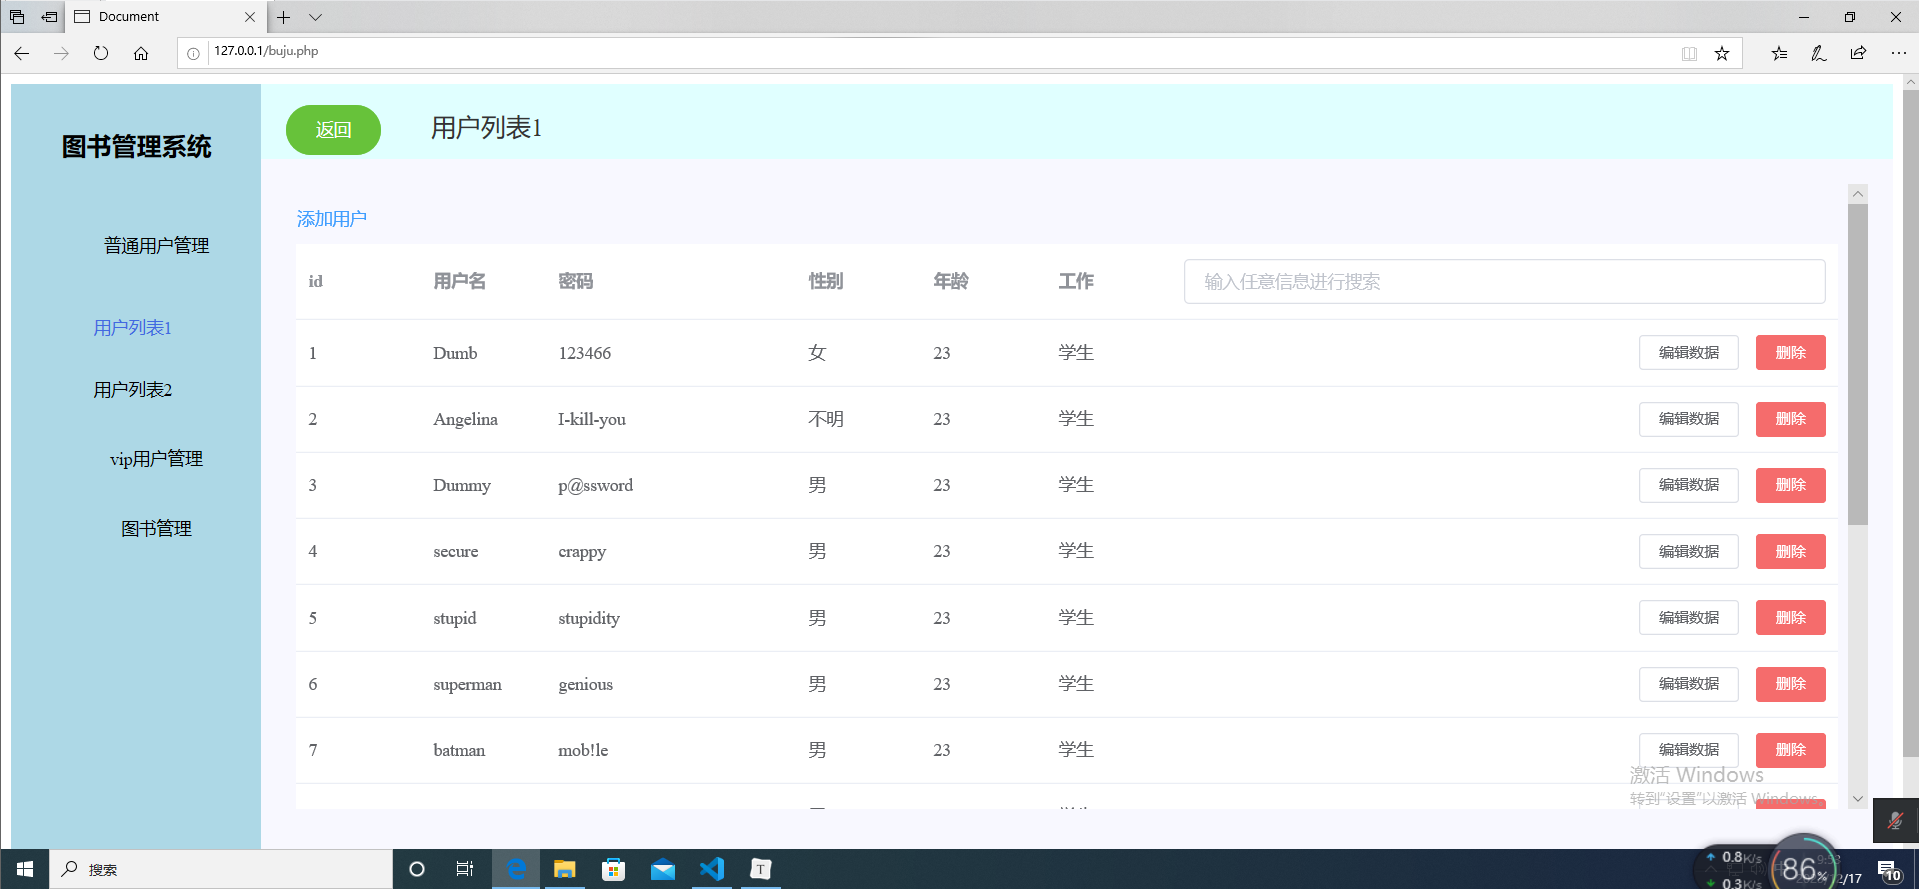 Document
127.0.0.1/buju.php
图书管理系统
返回
用户列表1
普通用户管理
用户列表1
用户列表2
vip用户管理
图书管理
添加用户
id 用户名 密码 性别 年龄 工作 输入任意信息进行搜索
1 Dumb 123466 女 23 学生 编辑数据 删除
2 Angelina I-kill-you 不明 23 学生 编辑数据 删除
3 Dummy p@ssword 男 23 学生 编辑数据 删除
4 secure crappy 男 23 学生 编辑数据 删除
5 stupid stupidity 男 23 学生 编辑数据 删除
6 superman genious 男 23 学生 编辑数据 删除
7 batman mob!le 男 23 学生 编辑数据 删除
激活 Windows
转到"设置"以激活 Windows。
搜索
T
0.8K/s
0.3K/s
86%
10